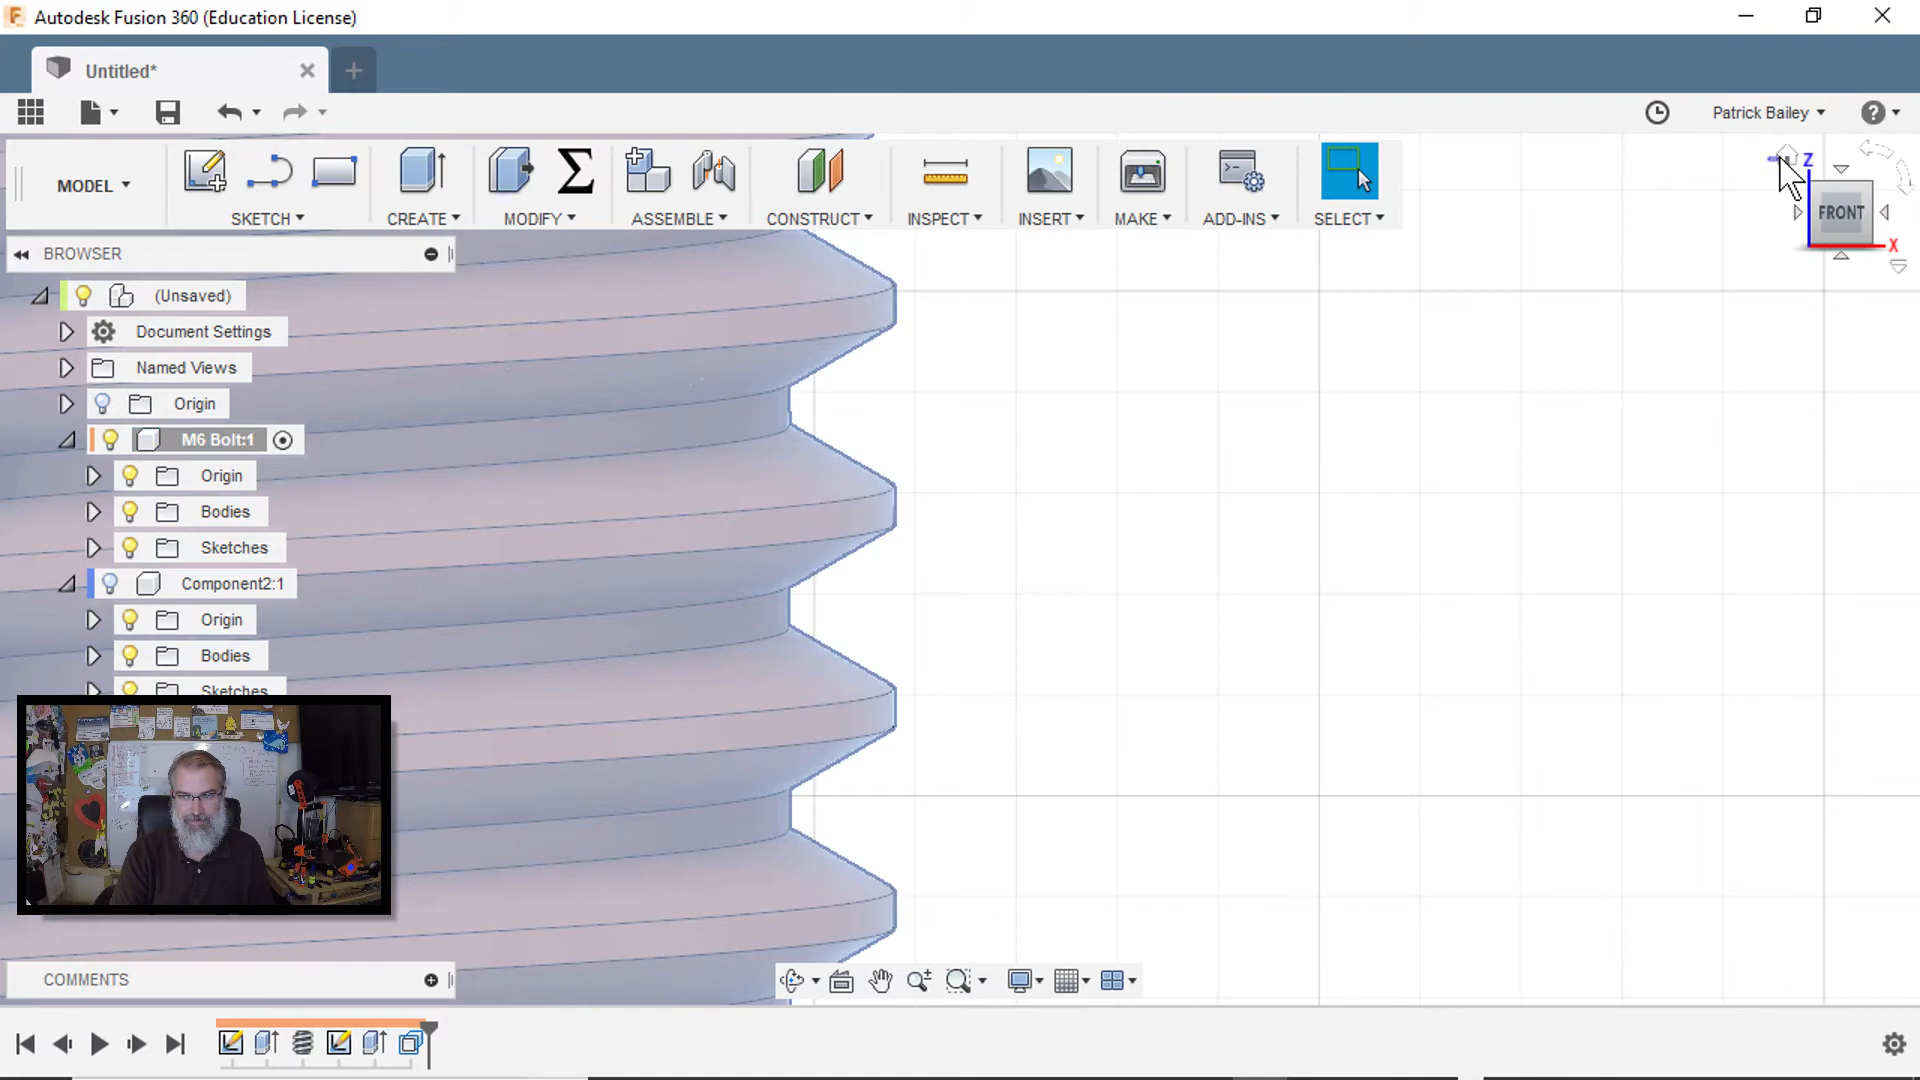 Autodesk Fusion 360 (Education License)
Untitled*
Patrick Bailey
MODEL
SKETCH
CREATE
MODIFY
ASSEMBLE
CONSTRUCT
INSPECT
INSERT
MAKE
ADD-INS
SELECT
Z
FRONT
X
BROWSER
(Unsaved)
Document Settings
Named Views
Origin
M6 Bolt:1
Origin
Bodies
Sketches
Component2:1
Origin
Bodies
Sketches
COMMENTS